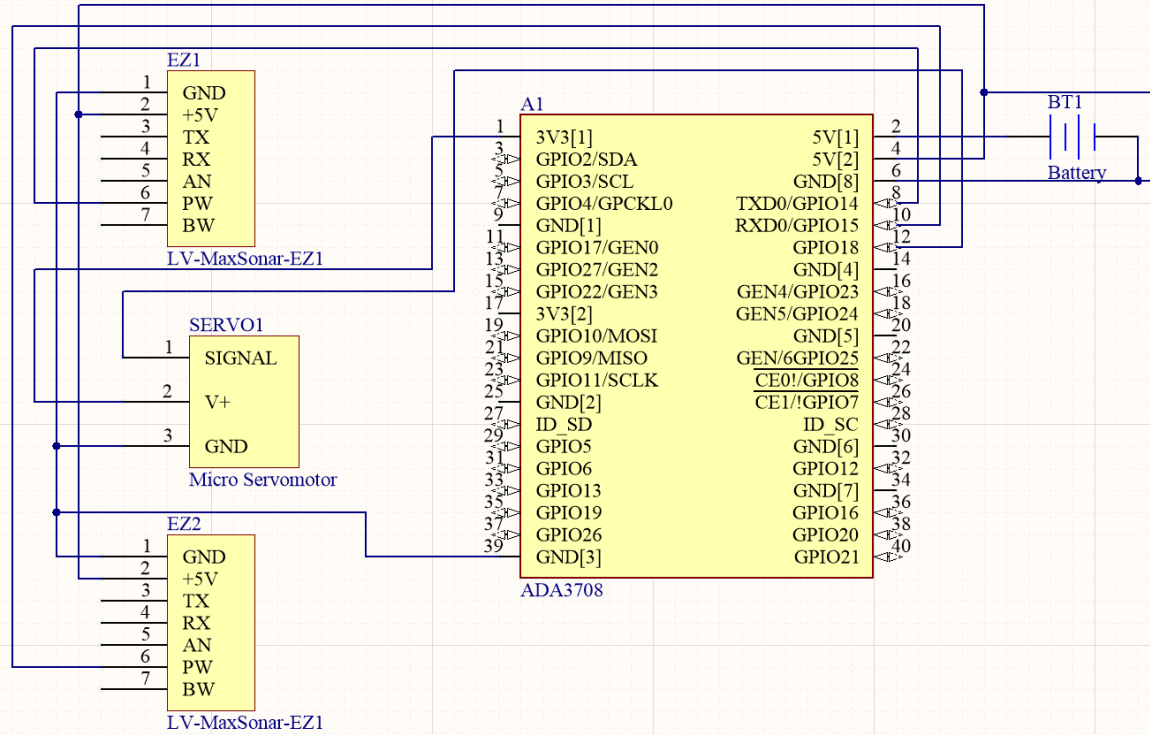 EZ1
1 GND
2 +5V
3 TX
4 RX
5 AN
6 PW
7 BW
LV-MaxSonar-EZ1
SERVO1
1 SIGNAL
2 V+
3 GND
Micro Servomotor
EZ2
1 GND
2 +5V
3 TX
4 RX
5 AN
6 PW
7 BW
LV-MaxSonar-EZ1
A1
1 3V3[1] 5V[1] 2
3 GPIO2/SDA 5V[2] 4
5 GPIO3/SCL GND[8] 6
7 GPIO4/GPCKL0 TXD0/GPIO14 8
9 GND[1] RXD0/GPIO15 10
11 GPIO17/GEN0 GPIO18 12
13 GPIO27/GEN2 GND[4] 14
15 GPIO22/GEN3 GEN4/GPIO23 16
17 3V3[2] GEN5/GPIO24 18
19 GPIO10/MOSI GND[5] 20
21 GPIO9/MISO GEN/6GPIO25 22
23 GPIO11/SCLK CE0!/GPIO8 24
25 GND[2] CE1/!GPIO7 26
27 ID_SD ID_SC 28
29 GPIO5 GND[6] 30
31 GPIO6 GPIO12 32
33 GPIO13 GND[7] 34
35 GPIO19 GPIO16 36
37 GPIO26 GPIO20 38
39 GND[3] GPIO21 40
ADA3708
BT1
Battery